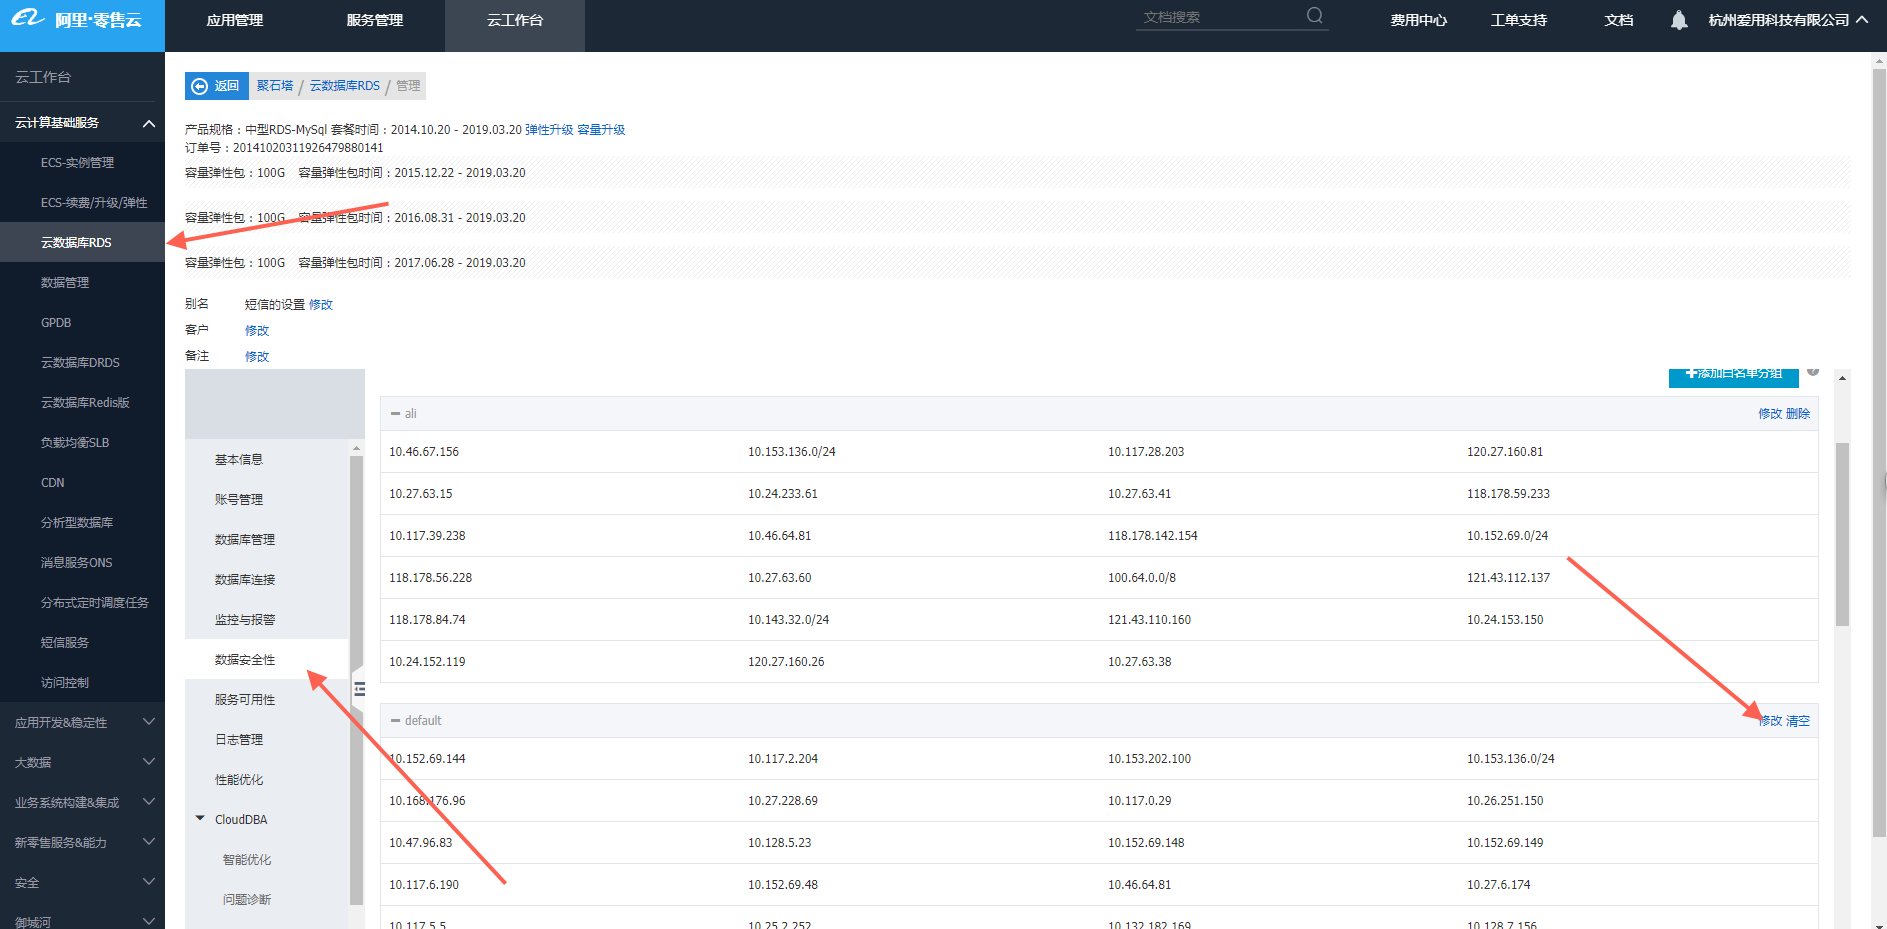 阿里·零售云 应用管理 服务管理 云工作台 文档搜索 费用中心 工单支持 文档 杭州爱用科技有限公司
云工作台
云计算基础服务
ECS-实例管理
ECS-续费/升级/弹性
云数据库RDS
数据管理
GPDB
云数据库DRDS
云数据库Redis版
负载均衡SLB
CDN
分析型数据库
消息服务ONS
分布式定时调度任务
短信服务
访问控制
应用开发&稳定性
大数据
业务系统构建&集成
新零售服务&能力
安全
御城河
返回 聚石塔 / 云数据库RDS / 管理
产品规格：中型RDS-MySql 套餐时间：2014.10.20 - 2019.03.20 弹性升级 容量升级
订单号：20141020311926479880141
容量弹性包：100G 容量弹性包时间：2015.12.22 - 2019.03.20
容量弹性包：100G 容量弹性包时间：2016.08.31 - 2019.03.20
容量弹性包：100G 容量弹性包时间：2017.06.28 - 2019.03.20
别名 短信的设置 修改
客户 修改
备注 修改
基本信息
账号管理
数据库管理
数据库连接
监控与报警
数据安全性
服务可用性
日志管理
性能优化
CloudDBA
智能优化
问题诊断
添加白名单分组
ali 修改 删除
10.46.67.156 10.153.136.0/24 10.117.28.203 120.27.160.81
10.27.63.15 10.24.233.61 10.27.63.41 118.178.59.233
10.117.39.238 10.46.64.81 118.178.142.154 10.152.69.0/24
118.178.56.228 10.27.63.60 100.64.0.0/8 121.43.112.137
118.178.84.74 10.143.32.0/24 121.43.110.160 10.24.153.150
10.24.152.119 120.27.160.26 10.27.63.38
default 修改 清空
10.152.69.144 10.117.2.204 10.153.202.100 10.153.136.0/24
10.168.176.96 10.27.228.69 10.117.0.29 10.26.251.150
10.47.96.83 10.128.5.23 10.152.69.148 10.152.69.149
10.117.6.190 10.152.69.48 10.46.64.81 10.27.6.174
10.117.5.5 10.25.2.252 10.132.182.169 10.128.7.156